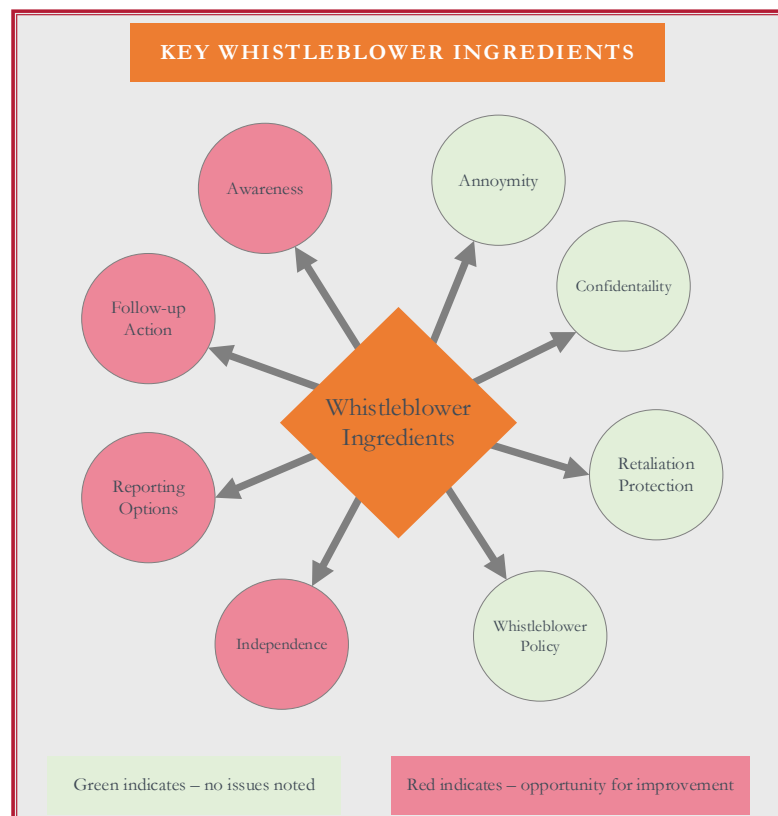 KEY WHISTLEBLOWER INGREDIENTS
Awareness
Annoymity
Follow-up
Action
Confidentaility
Whistleblower
Ingredients
Reporting
Options
Retaliation
Protection
Independence
Whistleblower
Policy
Green indicates – no issues noted
Red indicates – opportunity for improvement